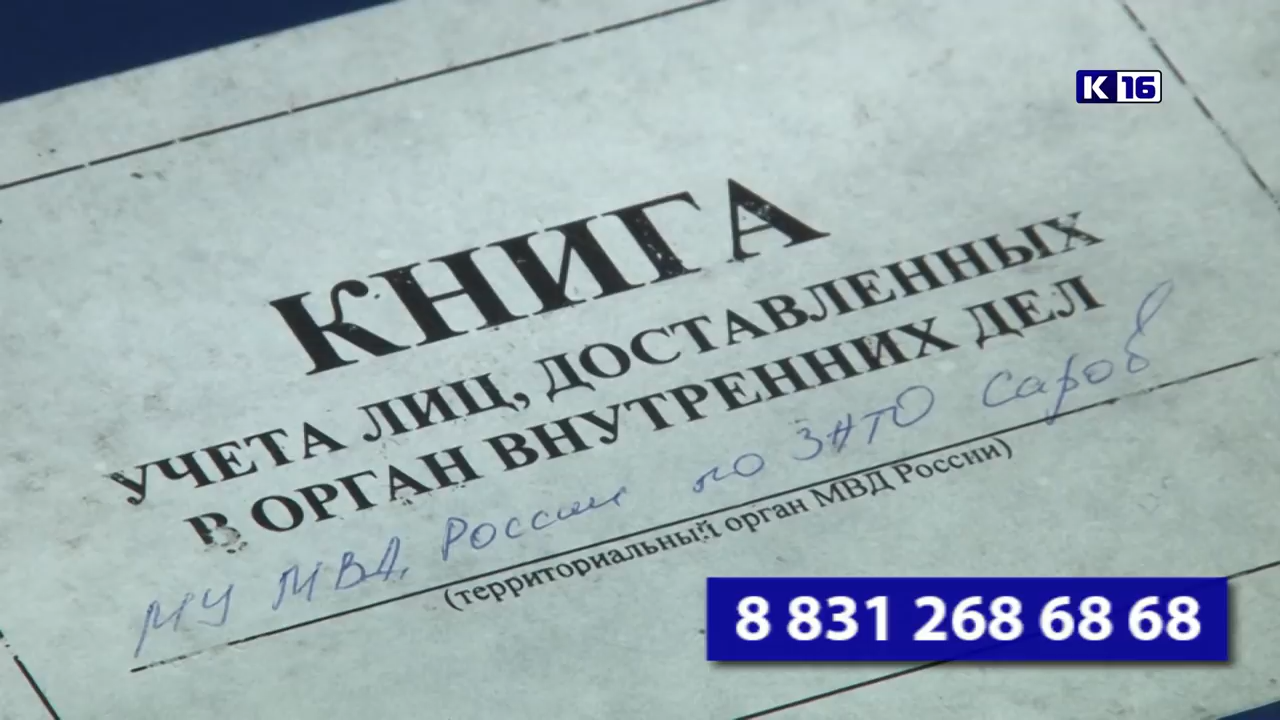 К 16
КНИГА
УЧЕТА ЛИЦ, ДОСТАВЛЕННЫХ
В ОРГАН ВНУТРЕННИХ ДЕЛ
МУ МВД России по ЗАТО Саров
(территориальный орган МВД России)
8 831 268 68 68